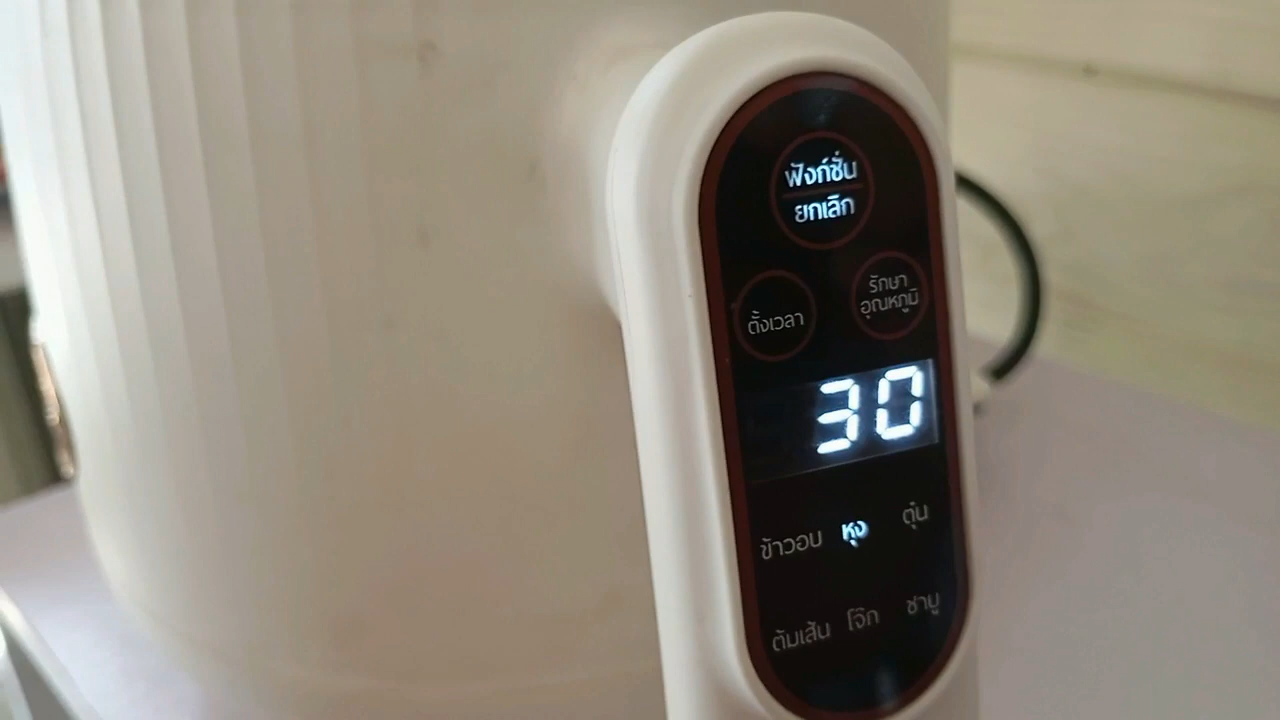 ฟังก์ชั่น
ยกเลิก
ตั้งเวลา
รักษา
อุณหภูมิ
30
ข้าวอบ หุง ตุ๋น
ต้มเส้น โจ๊ก ชาบู